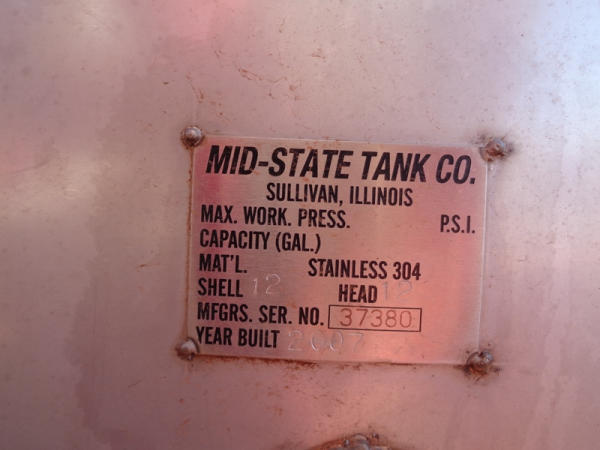 MID-STATE TANK CO.
SULLIVAN, ILLINOIS
MAX. WORK. PRESS. P.S.I.
CAPACITY (GAL.)
MAT'L. STAINLESS 304
SHELL 12 HEAD 12
MFGRS. SER. NO. 37380
YEAR BUILT 2007